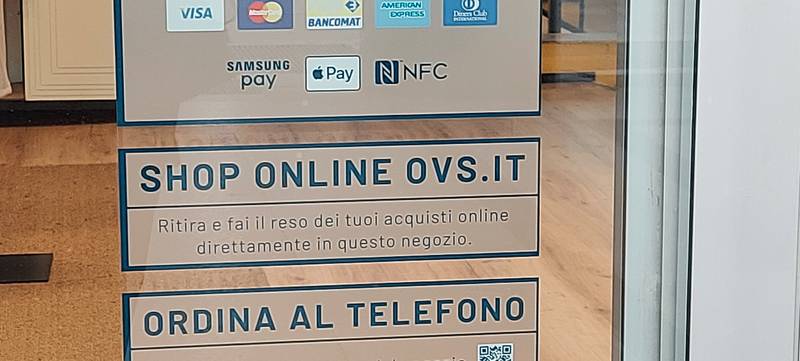 VISA MasterCard BANCOMAT AMERICAN EXPRESS Diners Club INTERNATIONAL
SAMSUNG pay Pay NFC
SHOP ONLINE OVS.IT
Ritira e fai il reso dei tuoi acquisti online
direttamente in questo negozio.
ORDINA AL TELEFONO